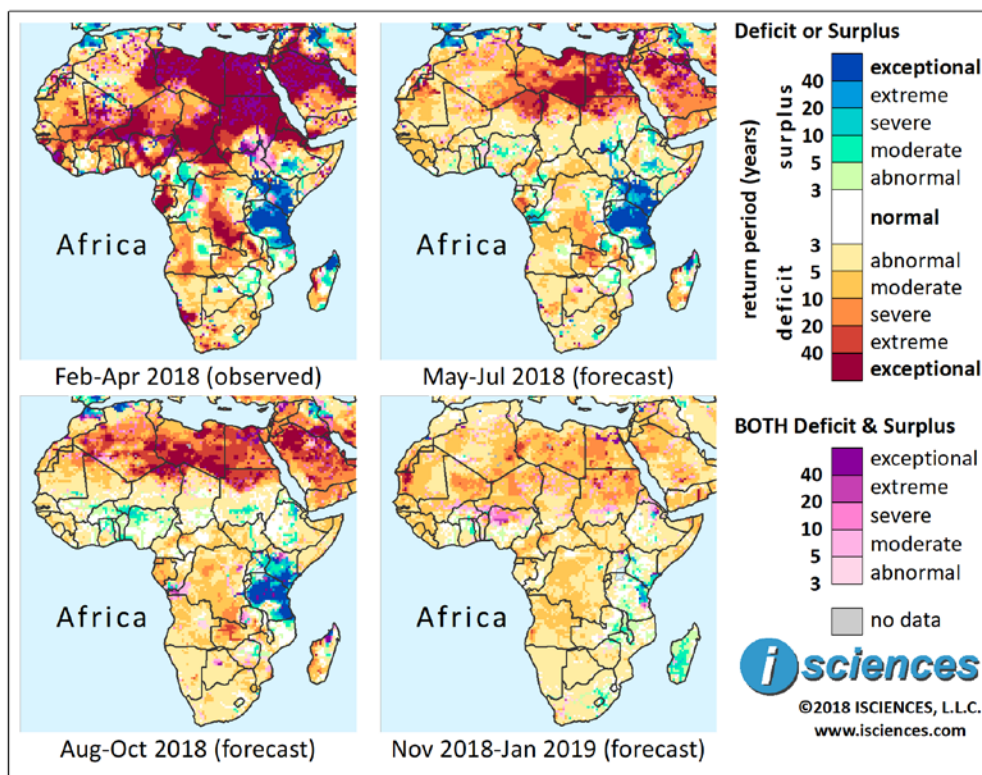 Africa
Feb-Apr 2018 (observed)
Africa
May-Jul 2018 (forecast)
Africa
Aug-Oct 2018 (forecast)
Africa
Nov 2018-Jan 2019 (forecast)
Deficit or Surplus
return period (years)
surplus
deficit
exceptional
40
extreme
20
severe
10
moderate
5
abnormal
3
normal
3
abnormal
5
moderate
10
severe
20
extreme
40
exceptional
BOTH Deficit & Surplus
exceptional
40
extreme
20
severe
10
moderate
5
abnormal
3
no data
i sciences
©2018 ISCIENCES, L.L.C.
www.isciences.com